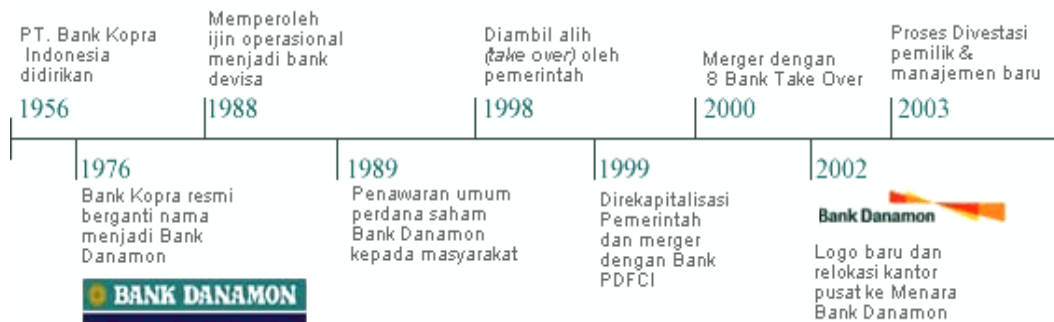 PT. Bank Kopra
Indonesia
didirikan
1956
Memperoleh
ijin operasional
menjadi bank
devisa
1988
Diambil alih
(take over) oleh
pemerintah
1998
Merger dengan
8 Bank Take Over
2000
Proses Divestasi
pemilik &
manajemen baru
2003
1976
Bank Kopra resmi
berganti nama
menjadi Bank
Danamon
BANK DANAMON
1989
Penawaran umum
perdana saham
Bank Danamon
kepada masyarakat
1999
Direkapitalisasi
Pemerintah
dan merger
dengan Bank
PDFCI
2002
Bank Danamon
Logo baru dan
relokasi kantor
pusat ke Menara
Bank Danamon